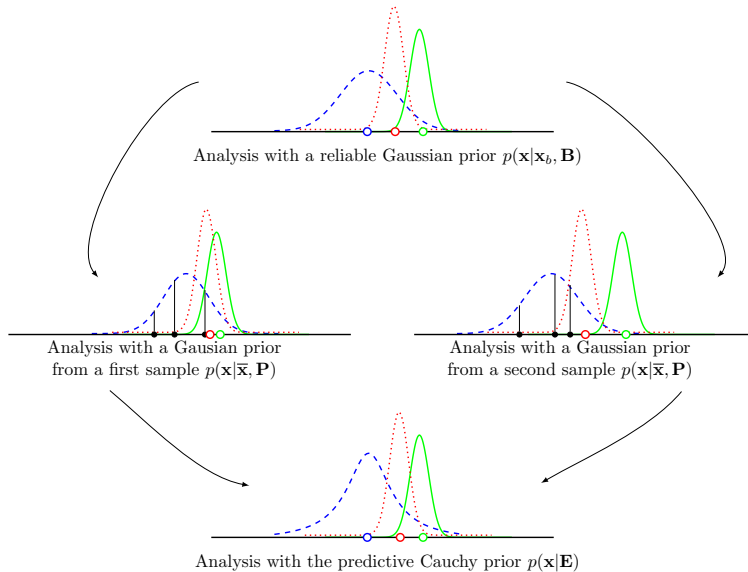 Analysis with a reliable Gaussian prior p(x|x_b, B)
Analysis with a Gausian prior
from a first sample p(x|x̅, P)
Analysis with a Gaussian prior
from a second sample p(x|x̅, P)
Analysis with the predictive Cauchy prior p(x|E)